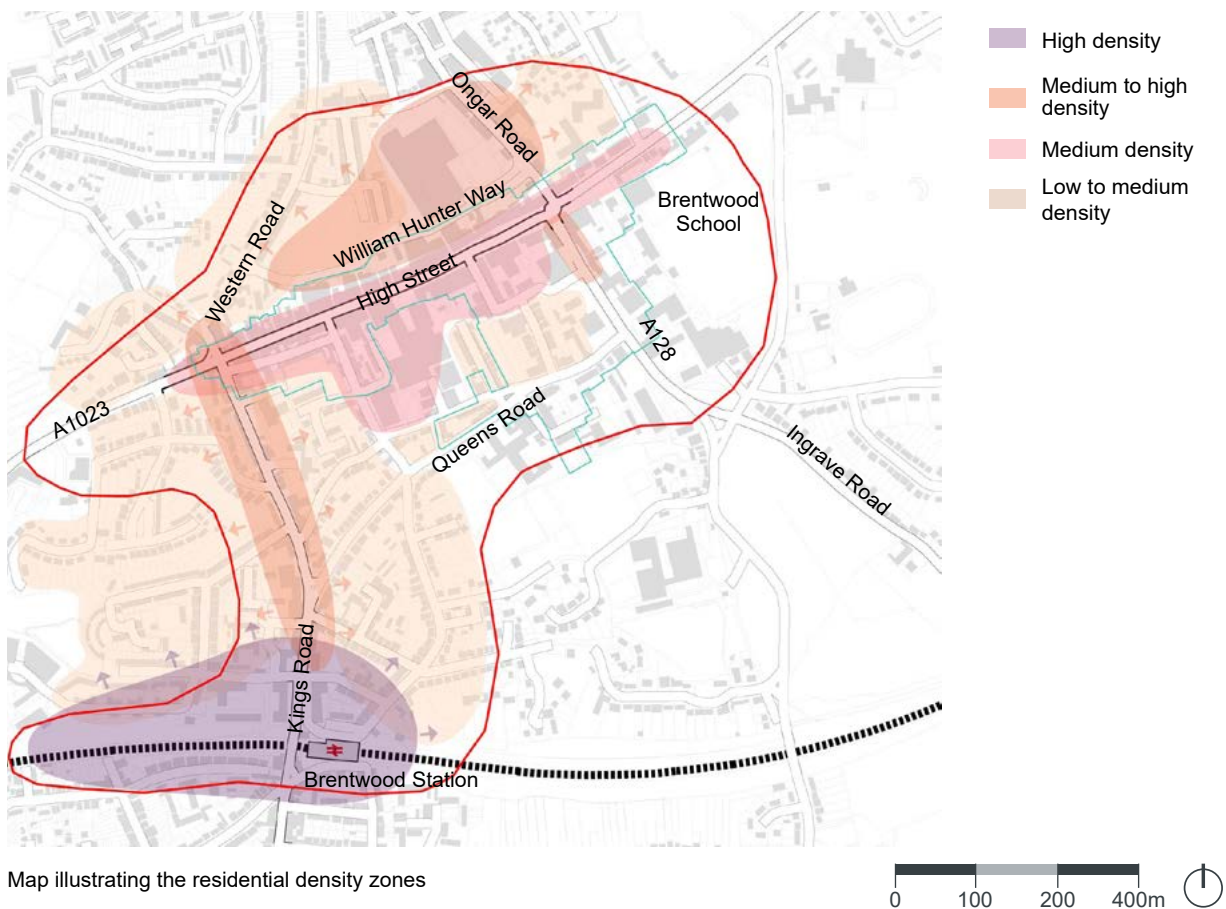 High density
Medium to high
density
Medium density
Low to medium
density
Ongar Road
William Hunter Way
Brentwood
School
Western Road
High Street
A128
A1023
Queens Road
Ingrave Road
Kings Road
Brentwood Station
Map illustrating the residential density zones
0 100 200 400m